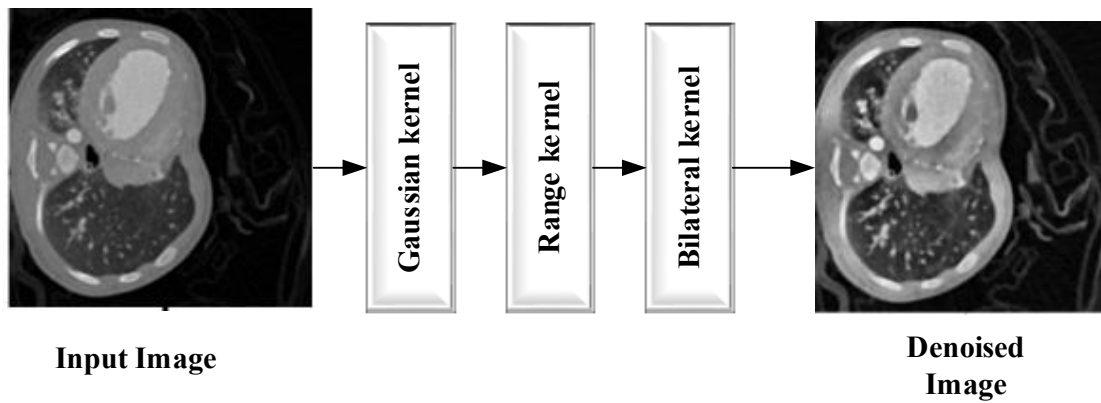 Gaussian kernel
Range kernel
Bilateral kernel
Input Image
Denoised
Image